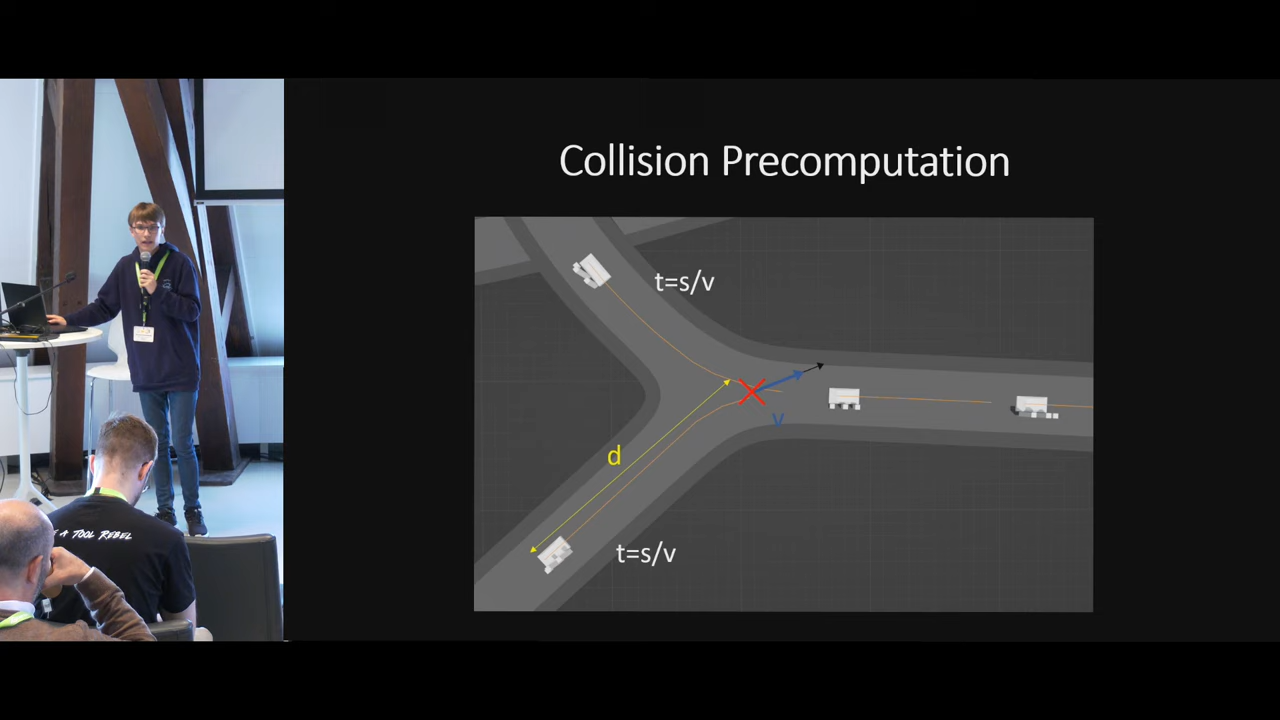 Collision Precomputation
t=s/v
v
d
t=s/v
A TOOL REBEL